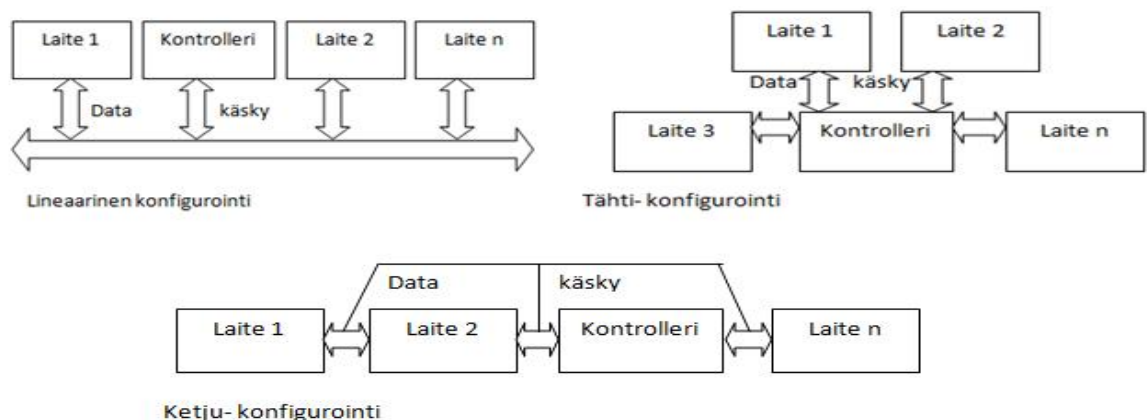 Laite 1 Kontrolleri Laite 2 Laite n
Data käsky
Lineaarinen konfigurointi
Laite 1 Laite 2
Data käsky
Laite 3 Kontrolleri Laite n
Tähti- konfigurointi
Data käsky
Laite 1 Laite 2 Kontrolleri Laite n
Ketju- konfigurointi